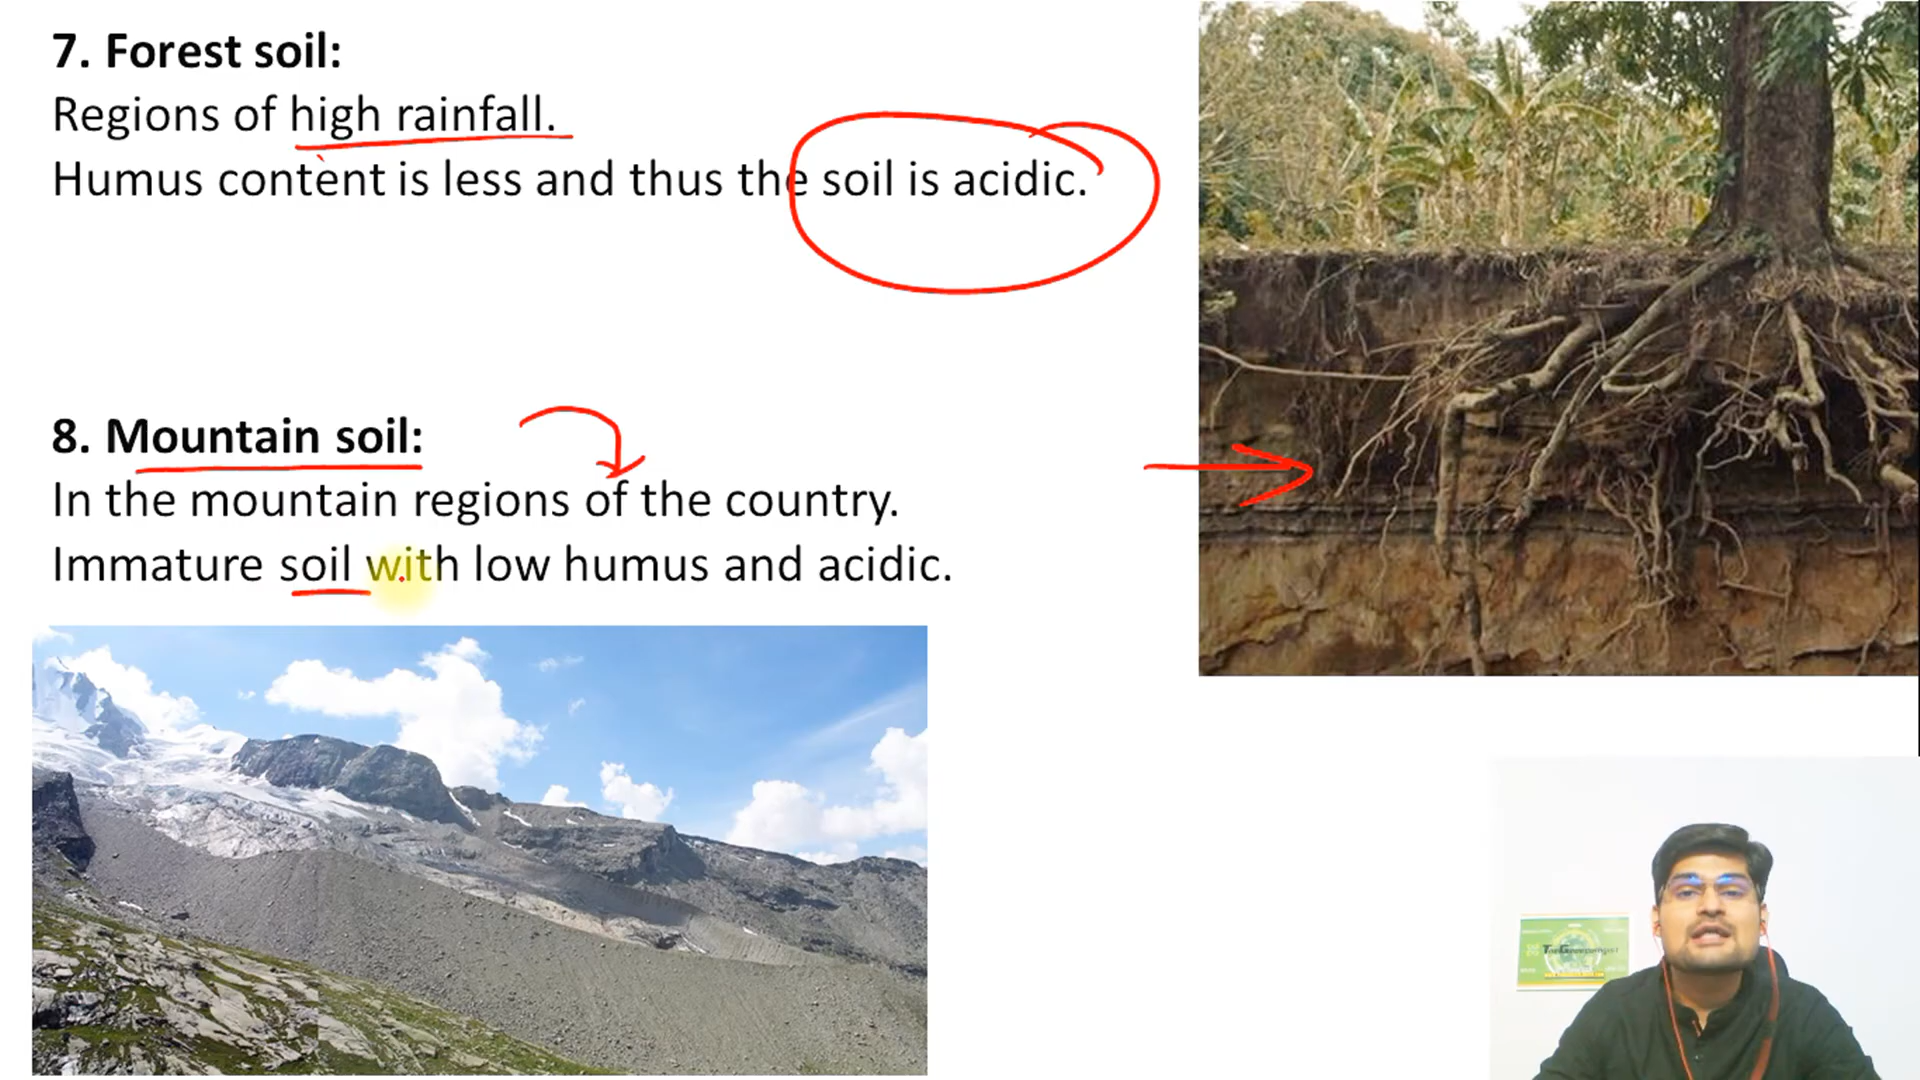 7. Forest soil:
Regions of high rainfall.
Humus content is less and thus the soil is acidic.
8. Mountain soil:
In the mountain regions of the country.
Immature soil with low humus and acidic.